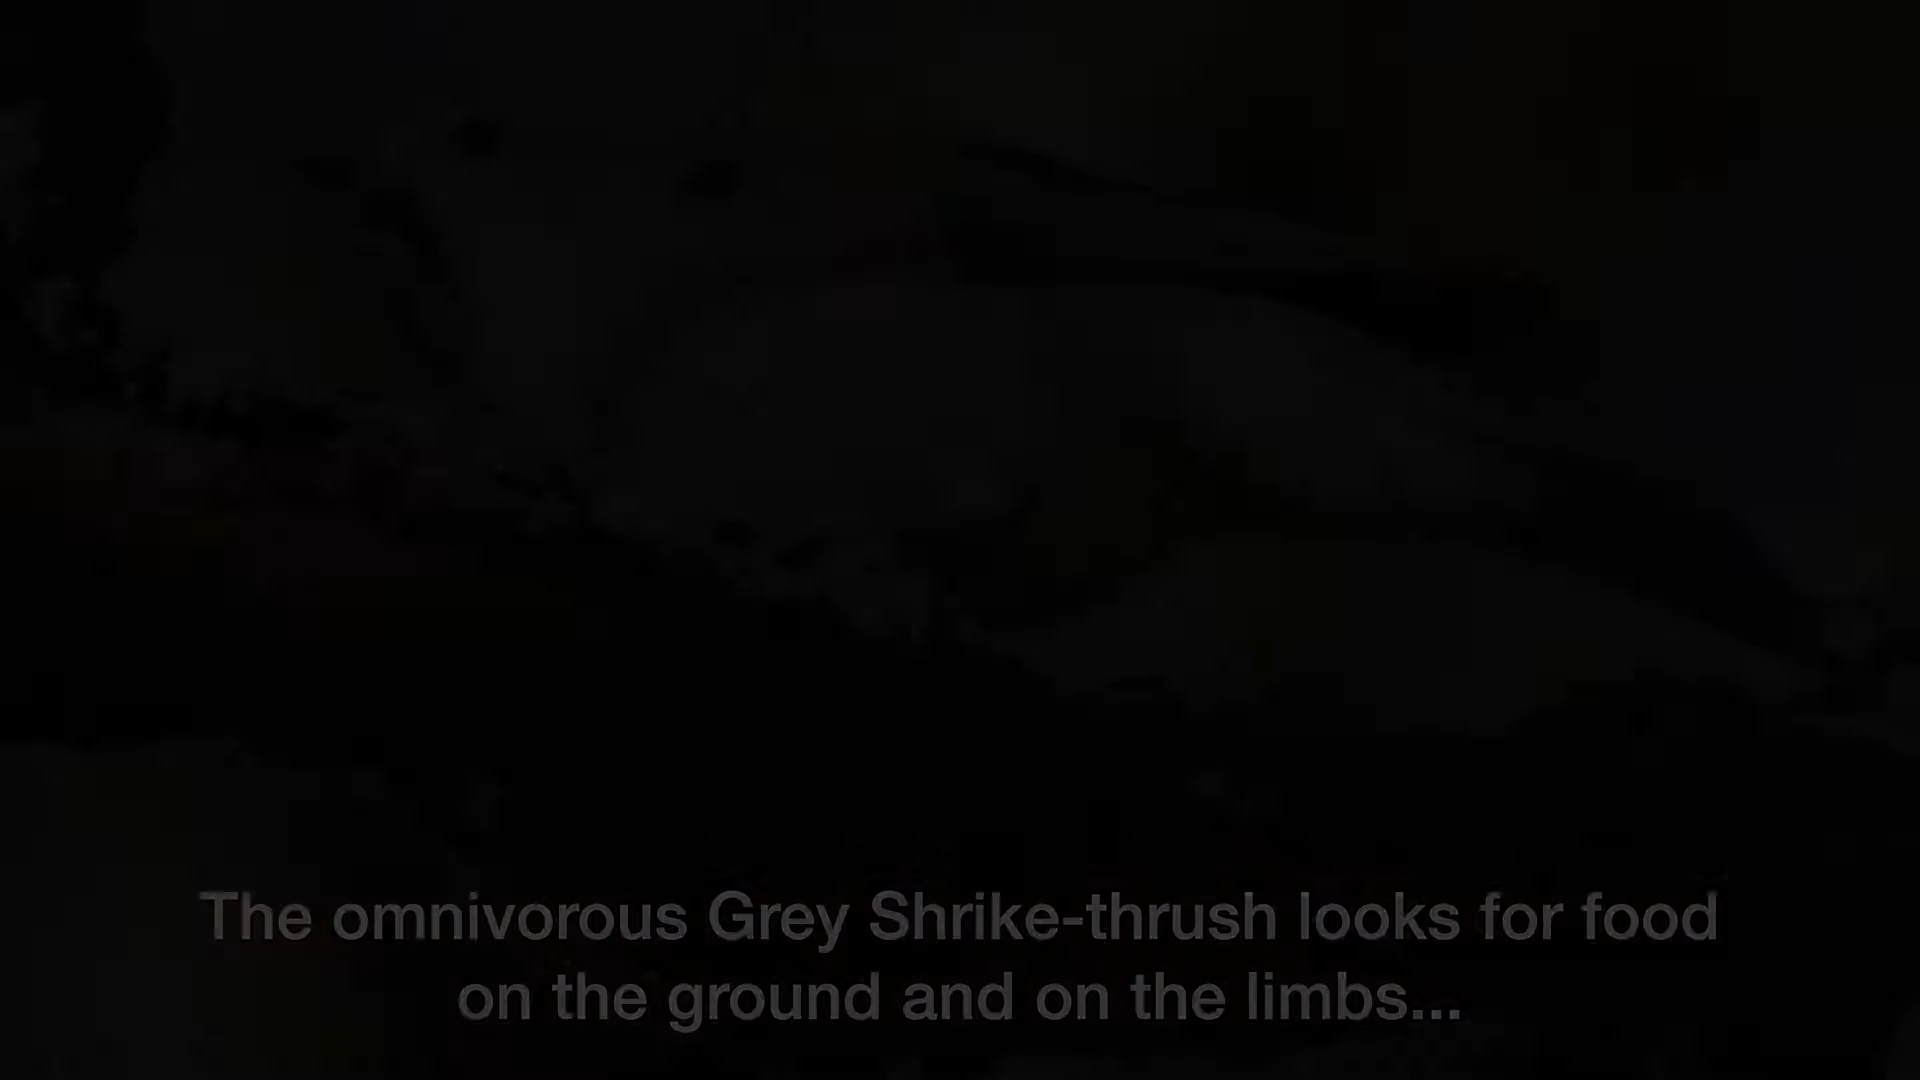 The omnivorous Grey Shrike-thrush looks for food
on the ground and on the limbs...